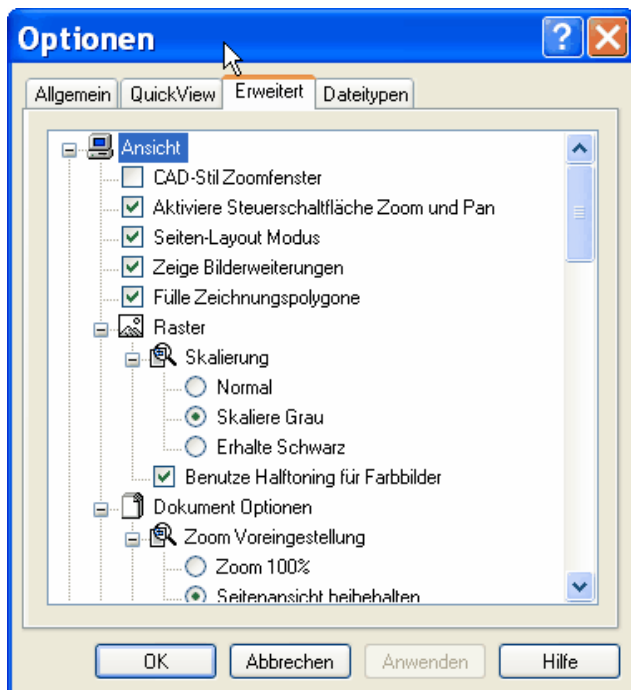 Optionen
Allgemein QuickView Erweitert Dateitypen
Ansicht
CAD-Stil Zoomfenster
Aktiviere Steuerschaltfläche Zoom und Pan
Seiten-Layout Modus
Zeige Bilderweiterungen
Fülle Zeichnungspolygone
Raster
Skalierung
Normal
Skaliere Grau
Erhalte Schwarz
Benutze Halftoning für Farbbilder
Dokument Optionen
Zoom Voreingestellung
Zoom 100%
Seitenansicht beibehalten
OK Abbrechen Anwenden Hilfe